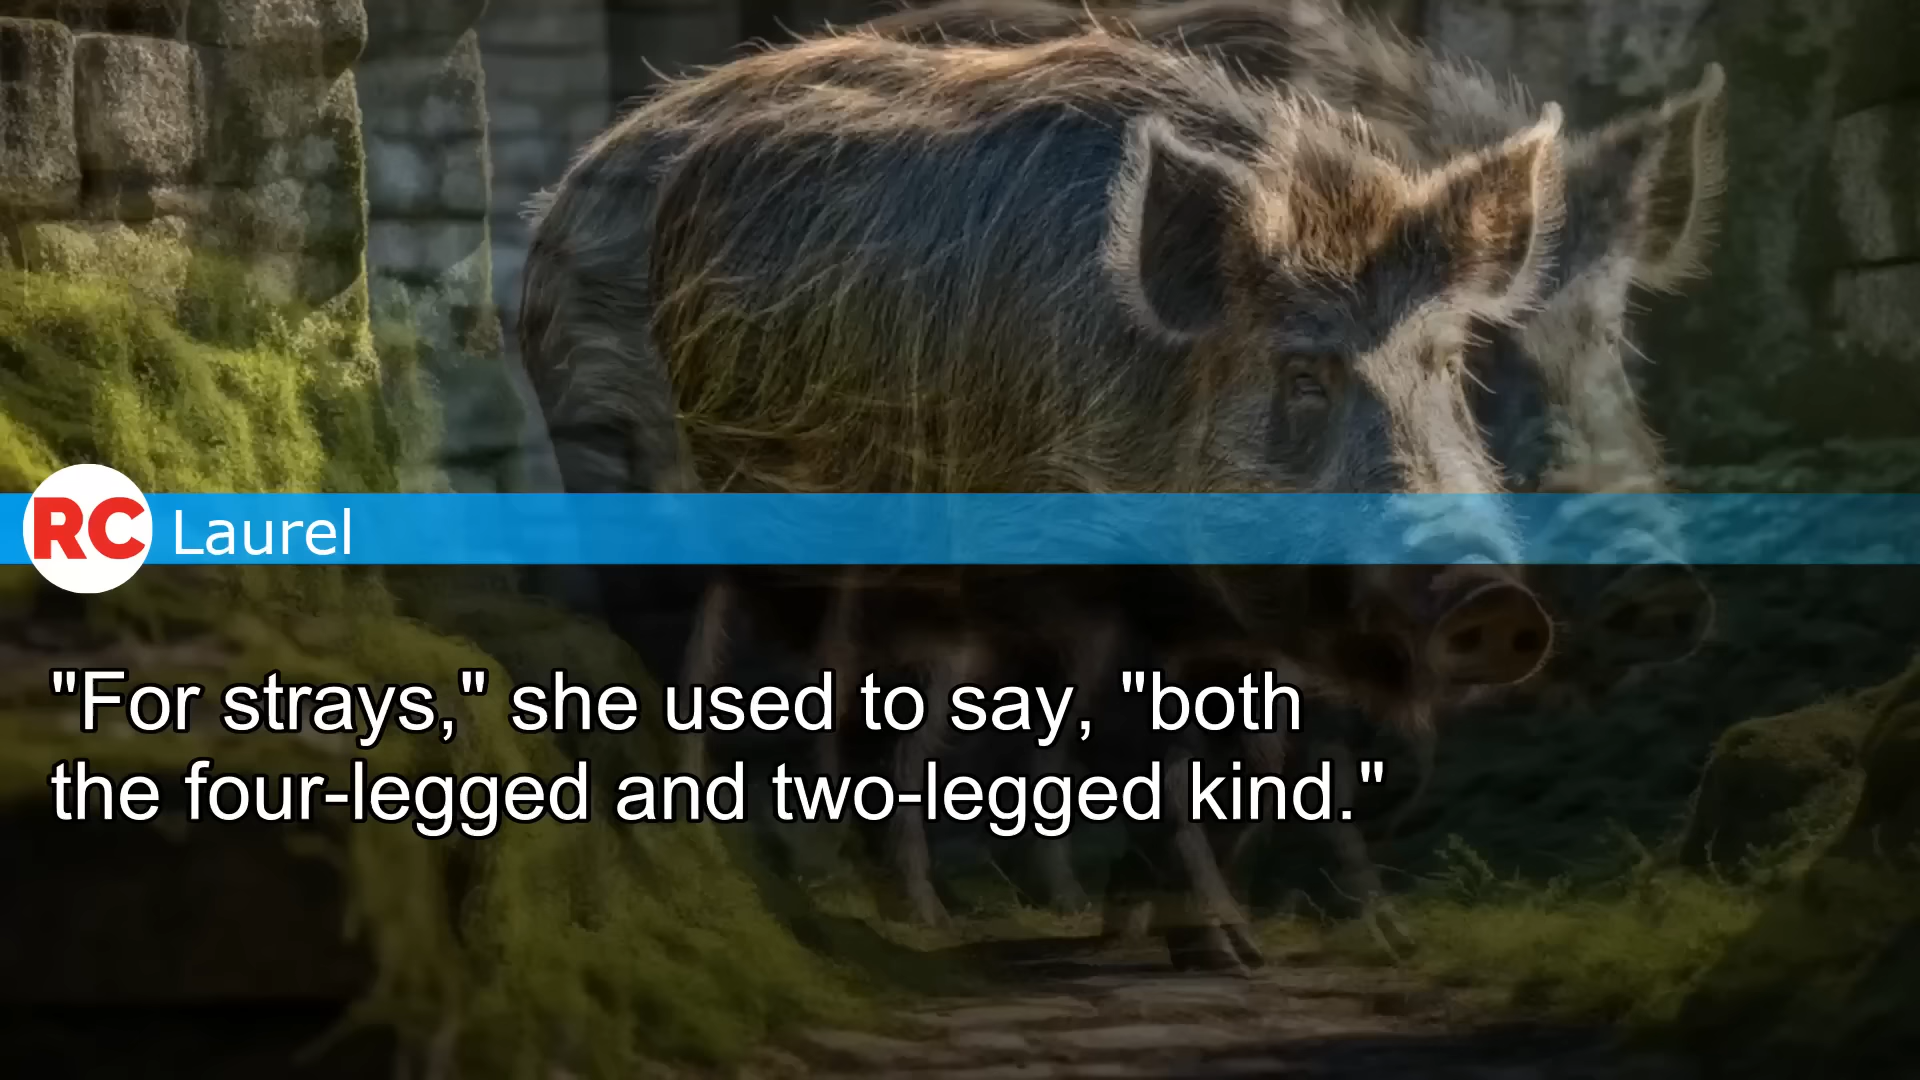 RC Laurel
"For strays," she used to say, "both
the four-legged and two-legged kind."